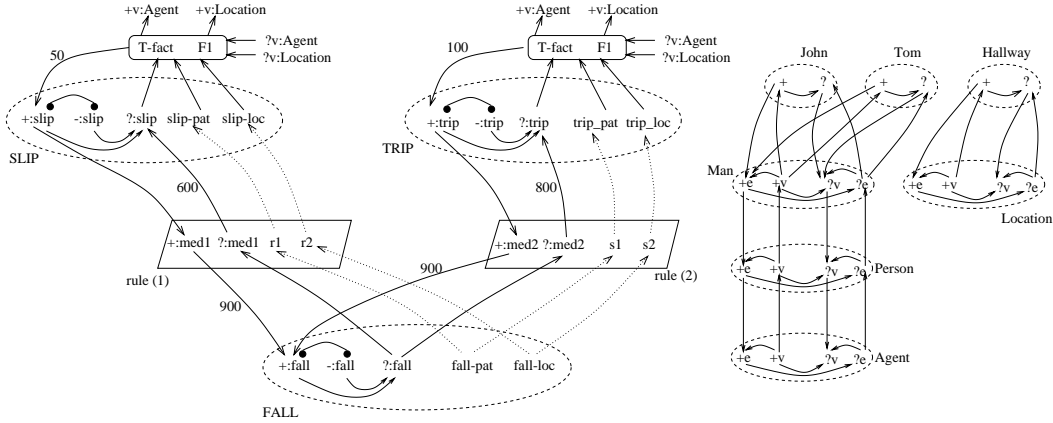 +v:Agent +v:Location
T-fact F1
?v:Agent
?v:Location
50
+:slip -:slip ?:slip slip-pat slip-loc
SLIP
600
+:med1 ?:med1 r1 r2
rule (1)
900
+v:Agent +v:Location
T-fact F1
?v:Agent
?v:Location
100
+:trip -:trip ?:trip trip_pat trip_loc
TRIP
800
+:med2 ?:med2 s1 s2
900
rule (2)
+:fall -:fall ?:fall fall-pat fall-loc
FALL
John Tom Hallway
+ ? + ? + ?
Man
+e +v ?v ?e
+e +v ?v ?e
Location
+e +v ?v ?e Person
+e +v ?v ?e Agent